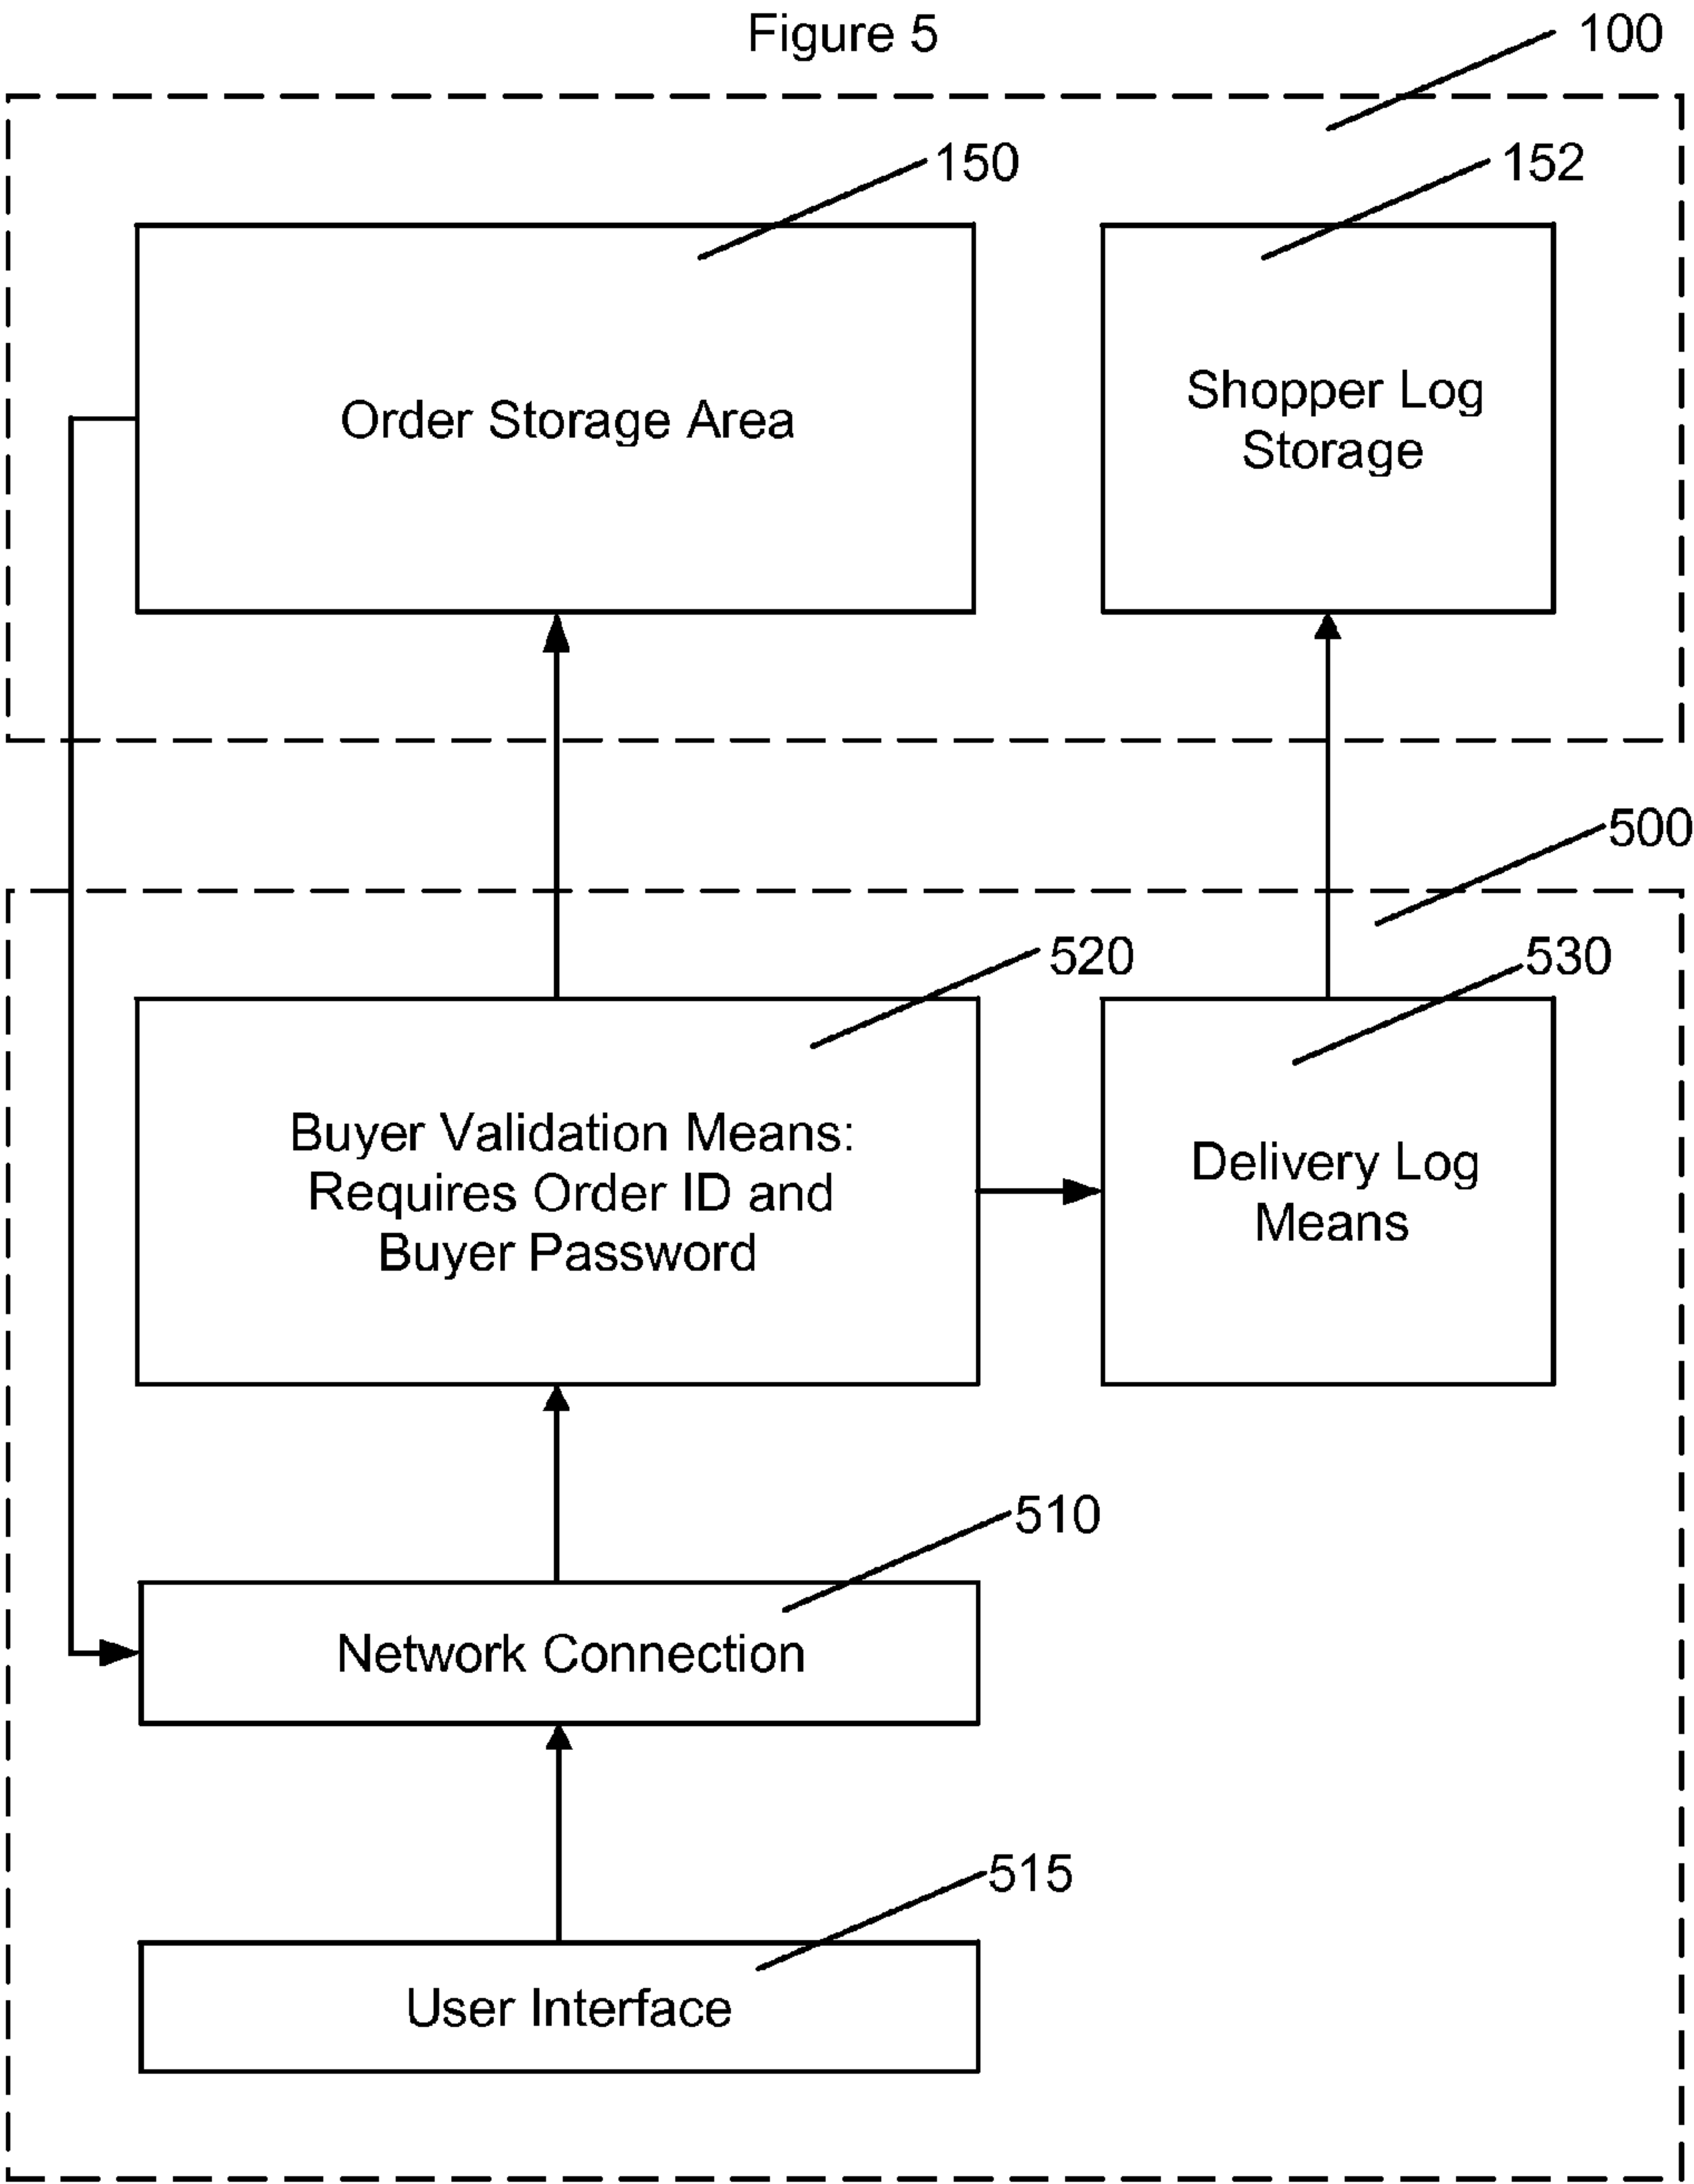 Figure 5
100
150
152
Order Storage Area
Shopper Log
Storage
500
520
530
Buyer Validation Means:
Requires Order ID and
Buyer Password
Delivery Log
Means
510
Network Connection
515
User Interface